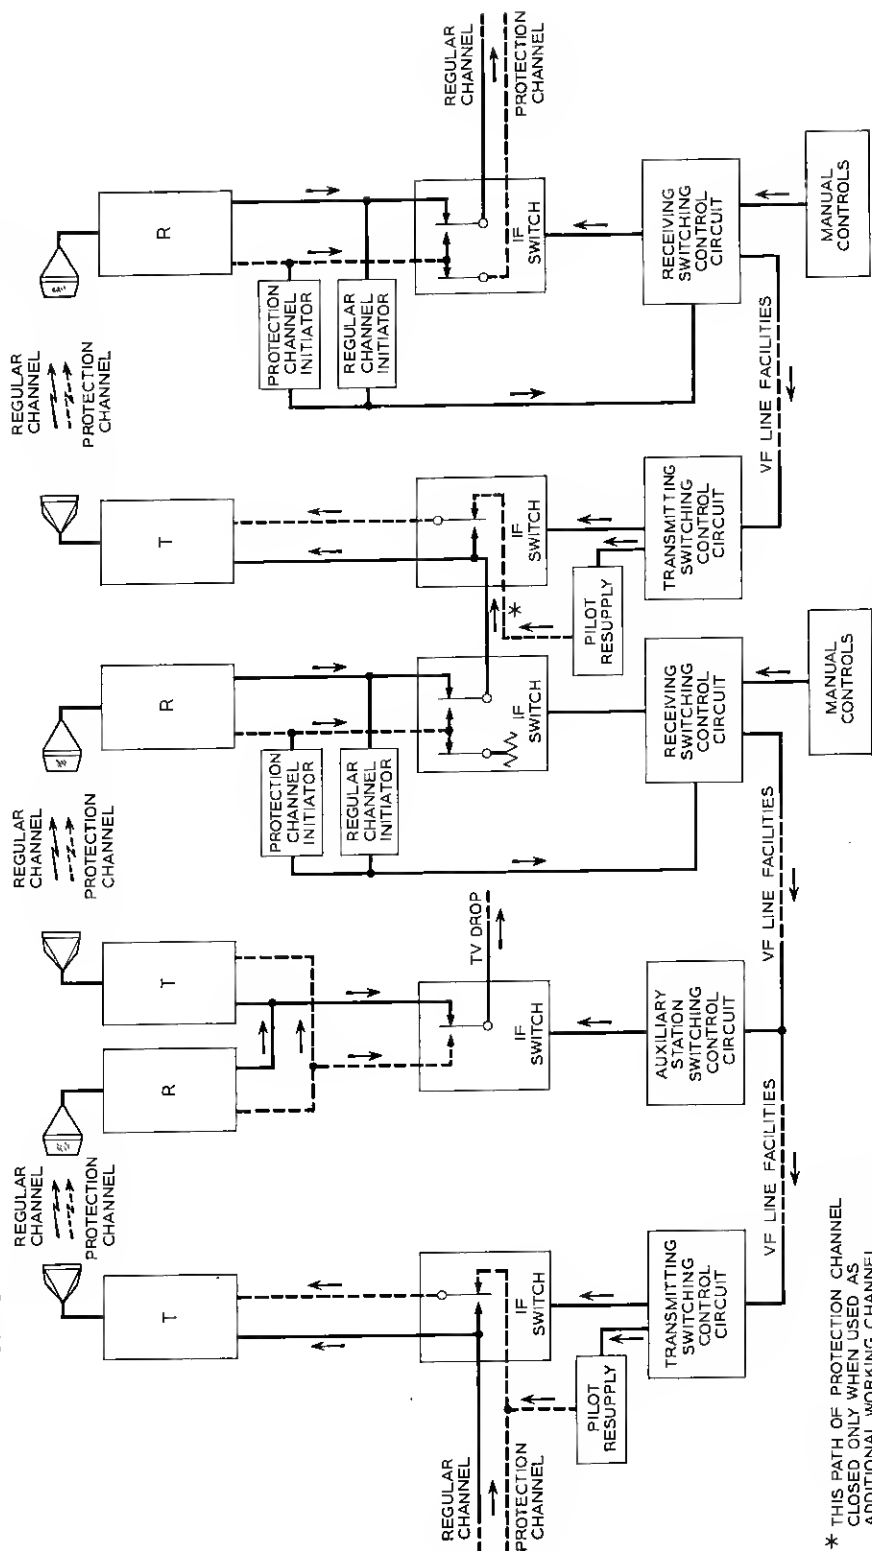 REGULAR
CHANNEL
PROTECTION
CHANNEL
T
IF
SWITCH
REGULAR
CHANNEL
PROTECTION
CHANNEL
PILOT
RESUPPLY
TRANSMITTING
SWITCHING
CONTROL
CIRCUIT
VF LINE FACILITIES
REGULAR
CHANNEL
PROTECTION
CHANNEL
R
T
IF
SWITCH
TV DROP
AUXILIARY
STATION
SWITCHING
CONTROL
CIRCUIT
VF LINE FACILITIES
R
PROTECTION
CHANNEL
INITIATOR
REGULAR
CHANNEL
INITIATOR
IF
SWITCH
RECEIVING
SWITCHING
CONTROL
CIRCUIT
MANUAL
CONTROLS
T
*
IF
SWITCH
PILOT
RESUPPLY
TRANSMITTING
SWITCHING
CONTROL
CIRCUIT
VF LINE FACILITIES
REGULAR
CHANNEL
PROTECTION
CHANNEL
R
PROTECTION
CHANNEL
INITIATOR
REGULAR
CHANNEL
INITIATOR
IF
SWITCH
REGULAR
CHANNEL
PROTECTION
CHANNEL
RECEIVING
SWITCHING
CONTROL
CIRCUIT
MANUAL
CONTROLS
* THIS PATH OF PROTECTION CHANNEL
CLOSED ONLY WHEN USED AS
ADDITIONAL WORKING CHANNEL